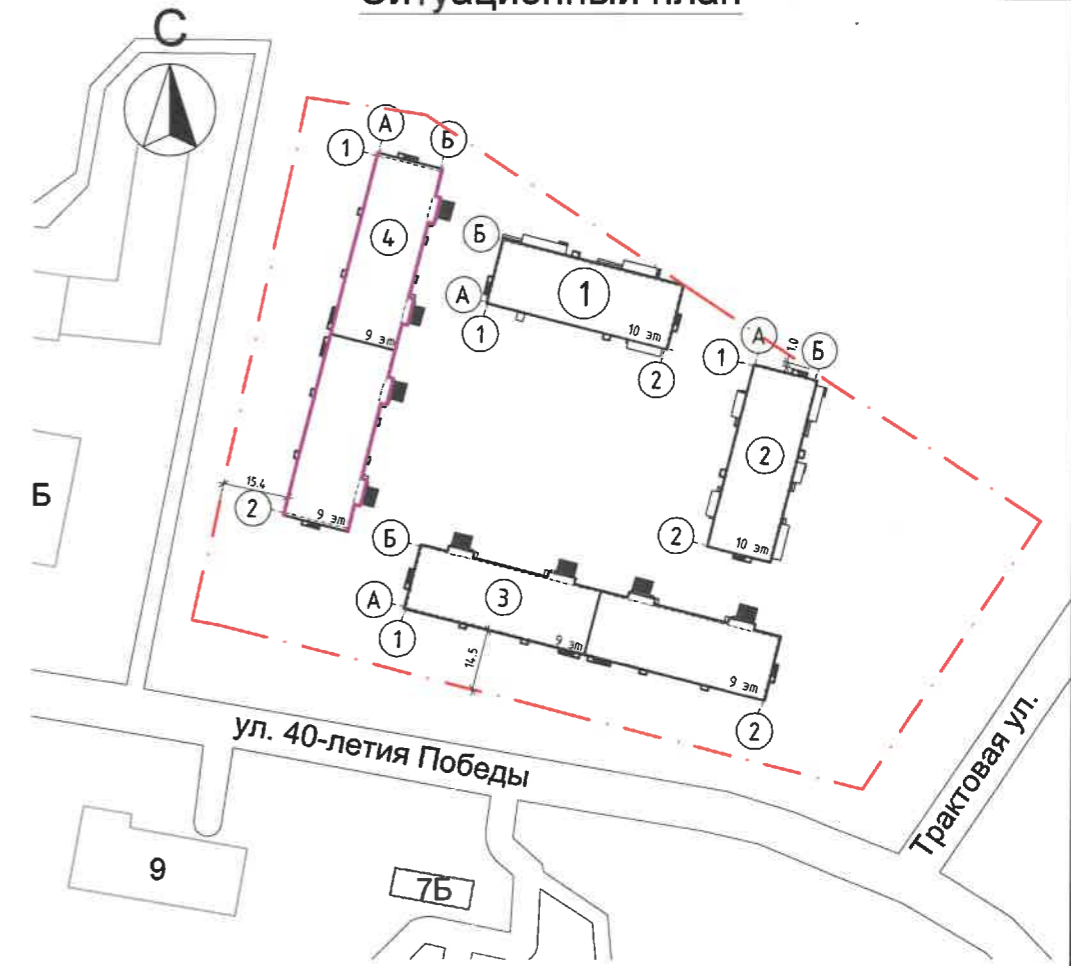 Ситуационный план
С
А
Б
1
4
Б
1
А
9 эт
10 эт
1
2
А
1.0
Б
1
2
15.4
2
9 эт
Б
2
10 эт
3
А
1
9 эт
14.5
9 эт
2
Б
ул. 40-летия Победы
Трактовая ул.
9
7Б